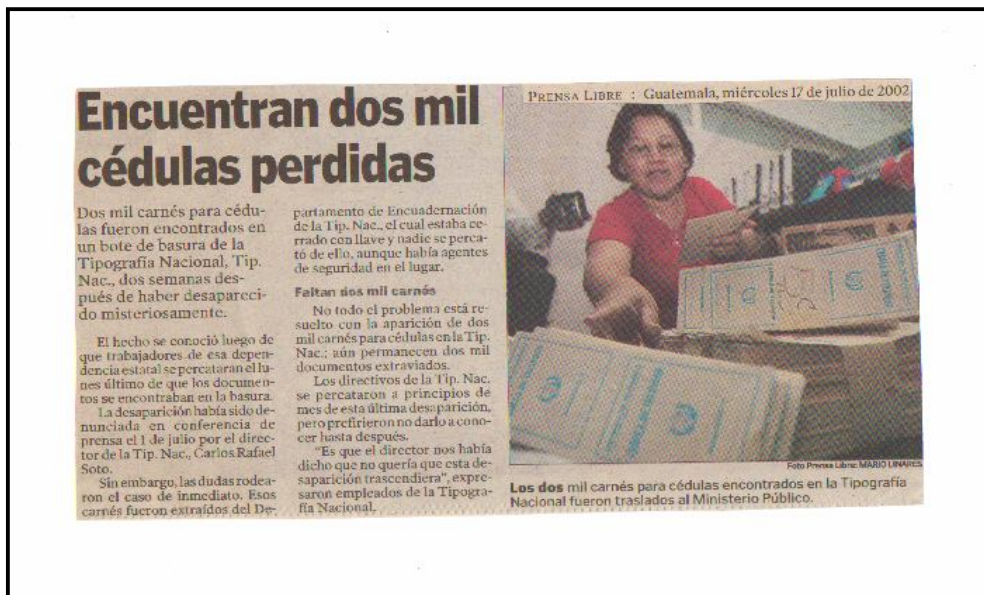 Encuentran dos mil
cédulas perdidas
Dos mil carnés para cédu-
las fueron encontrados en
un bote de basura de la
Tipografía Nacional, Tip.
Nac., dos semanas des-
pués de haber desapareci-
do misteriosamente.
El hecho se conoció luego de
que trabajadores de esa depen-
dencia estatal se percataran el lu-
nes último de que los documen-
tos se encontraban en la basura.
La desaparición había sido de-
nunciada en conferencia de
prensa el 1 de julio por el direc-
tor de la Tip. Nac., Carlos Rafael
Soto.
Sin embargo, las dudas rodea-
ron el caso de inmediato. Esos
carnés fueron extraídos del De-
partamento de Encuadernación
de la Tip. Nac., el cual estaba ce-
rrado con llave y nadie se perca-
tó de ello, aunque había agentes
de seguridad en el lugar.
Faltan dos mil carnés
No todo el problema está re-
suelto con la aparición de dos
mil carnés para cédulas en la Tip.
Nac.; aún permanecen dos mil
documentos extraviados.
Los directivos de la Tip. Nac.
se percataron a principios de
mes de esta última desaparición,
pero prefirieron no darlo a cono-
cer hasta después.
"Es que el director nos había
dicho que no quería que esta de-
saparición trascendiera", expre-
saron empleados de la Tipogra-
fía Nacional.
PRENSA LIBRE : Guatemala, miércoles 17 de julio de 2002
Foto Prensa Libre: MARIO LINARES
Los dos mil carnés para cédulas encontrados en la Tipografía
Nacional fueron traslados al Ministerio Público.